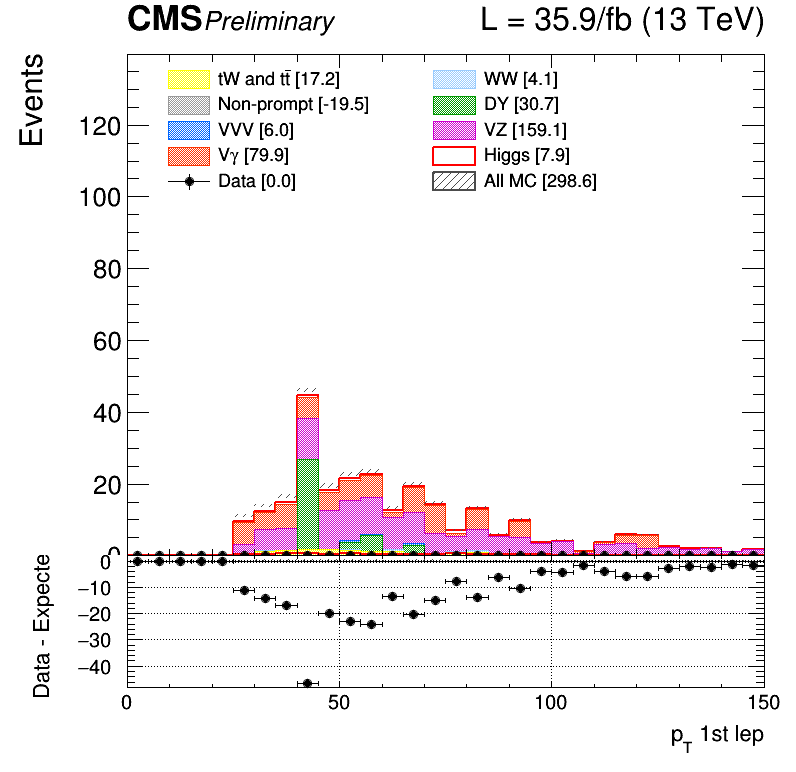 CMS Preliminary L = 35.9/fb (13 TeV)
Events
tW and tt̄ [17.2] WW [4.1]
Non-prompt [-19.5] DY [30.7]
VVV [6.0] VZ [159.1]
Vγ [79.9] Higgs [7.9]
Data [0.0] All MC [298.6]
120
100
80
60
40
20
0
Data - Expecte
0
−10
−20
−30
−40
0 50 100 150
p_T 1st lep